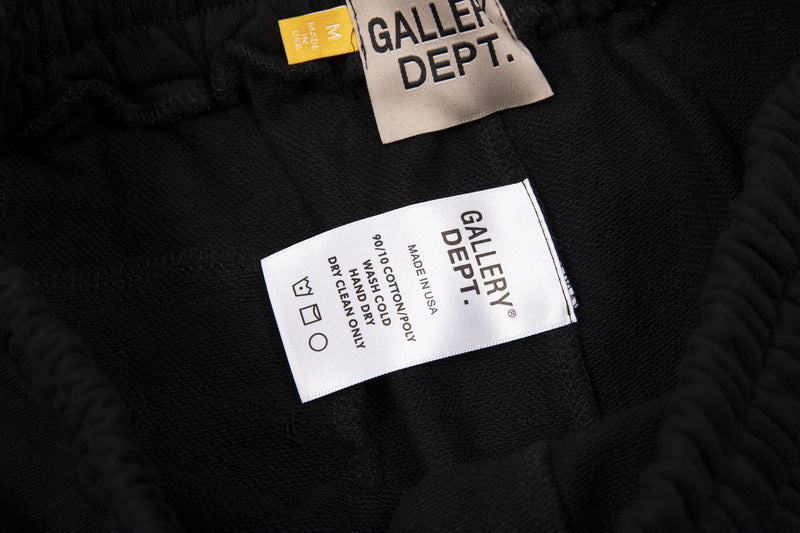 M
MADE
IN
USA
GALLER
DEPT.
GALLERY
DEPT.®
MADE IN USA
90/10 COTTON/POLY
WASH COLD
HAND DRY
DRY CLEAN ONLY